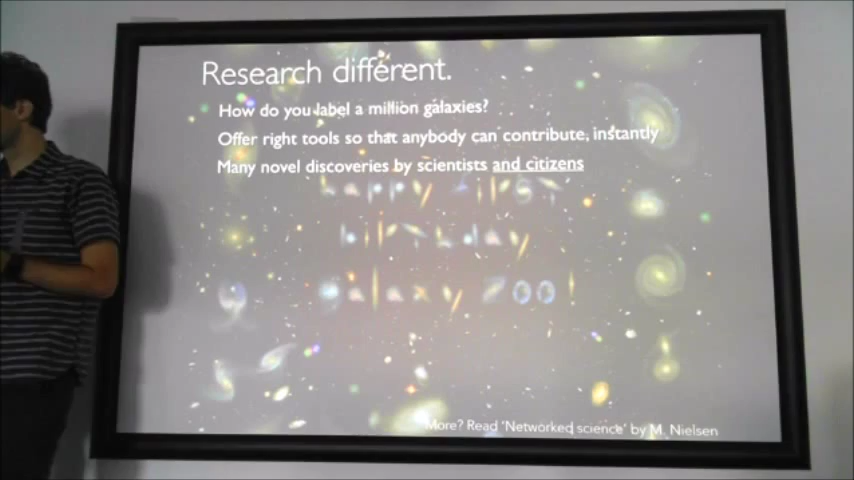 Research different.
How do you label a million galaxies?
Offer right tools so that anybody can contribute, instantly
Many novel discoveries by scientists and citizens
happy first
birthday
galaxy zoo!
More? Read 'Networked science' by M. Nielsen